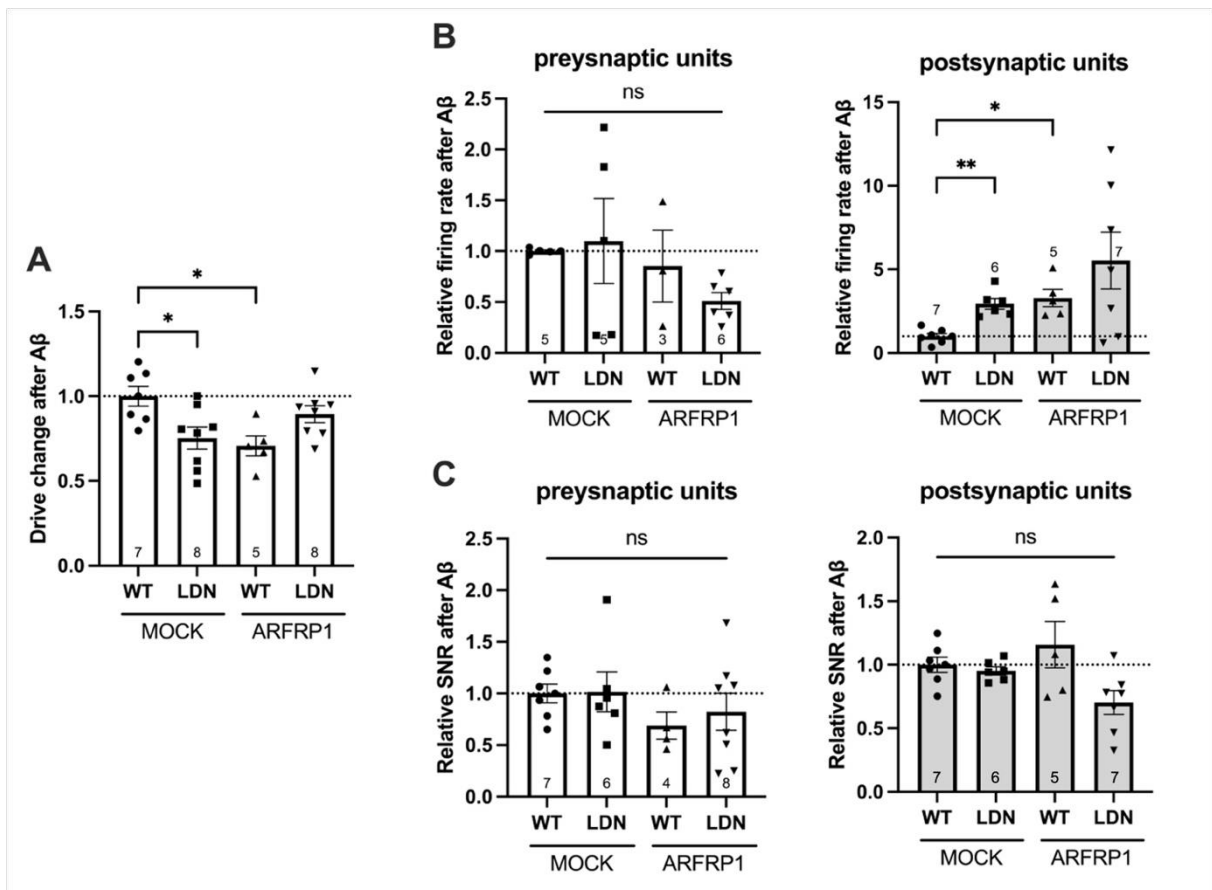 A
Drive change after Aβ
1.5
1.0
0.5
0.0
*
*
7
8
5
8
WT LDN WT LDN
MOCK ARFRP1
B
preysnaptic units
Relative firing rate after Aβ
2.5
2.0
1.5
1.0
0.5
0.0
ns
5
5
3
6
WT LDN WT LDN
MOCK ARFRP1
postsynaptic units
Relative firing rate after Aβ
15
10
5
0
*
**
7
6
5
7
WT LDN WT LDN
MOCK ARFRP1
C
preysnaptic units
Relative SNR after Aβ
2.5
2.0
1.5
1.0
0.5
0.0
ns
7
6
4
8
WT LDN WT LDN
MOCK ARFRP1
postsynaptic units
Relative SNR after Aβ
2.0
1.5
1.0
0.5
0.0
ns
7
6
5
7
WT LDN WT LDN
MOCK ARFRP1